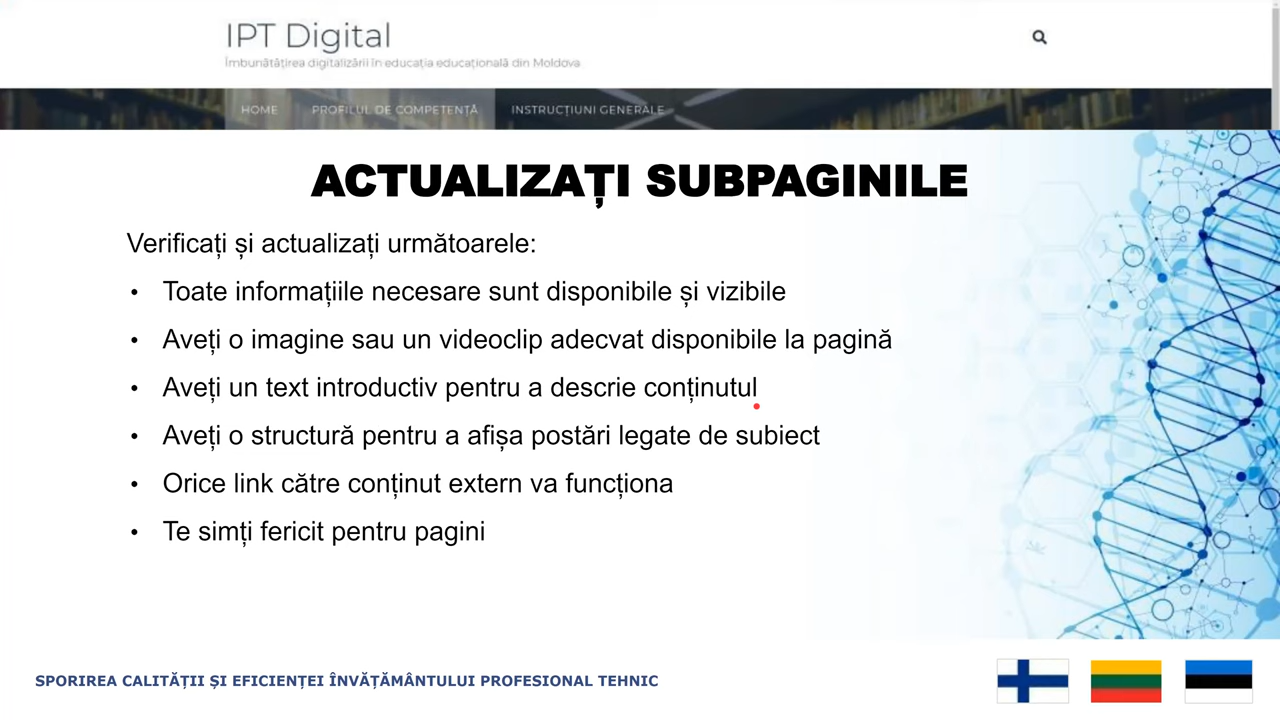 IPT Digital
Îmbunătățirea digitalizării în educația educațională din Moldova
HOME PROFILUL DE COMPETENȚĂ INSTRUCȚIUNI GENERALE
ACTUALIZAȚI SUBPAGINILE
Verificați și actualizați următoarele:
• Toate informațiile necesare sunt disponibile și vizibile
• Aveți o imagine sau un videoclip adecvat disponibile la pagină
• Aveți un text introductiv pentru a descrie conținutul
• Aveți o structură pentru a afișa postări legate de subiect
• Orice link către conținut extern va funcționa
• Te simți fericit pentru pagini
SPORIREA CALITĂȚII ȘI EFICIENȚEI ÎNVĂȚĂMÂNTULUI PROFESIONAL TEHNIC